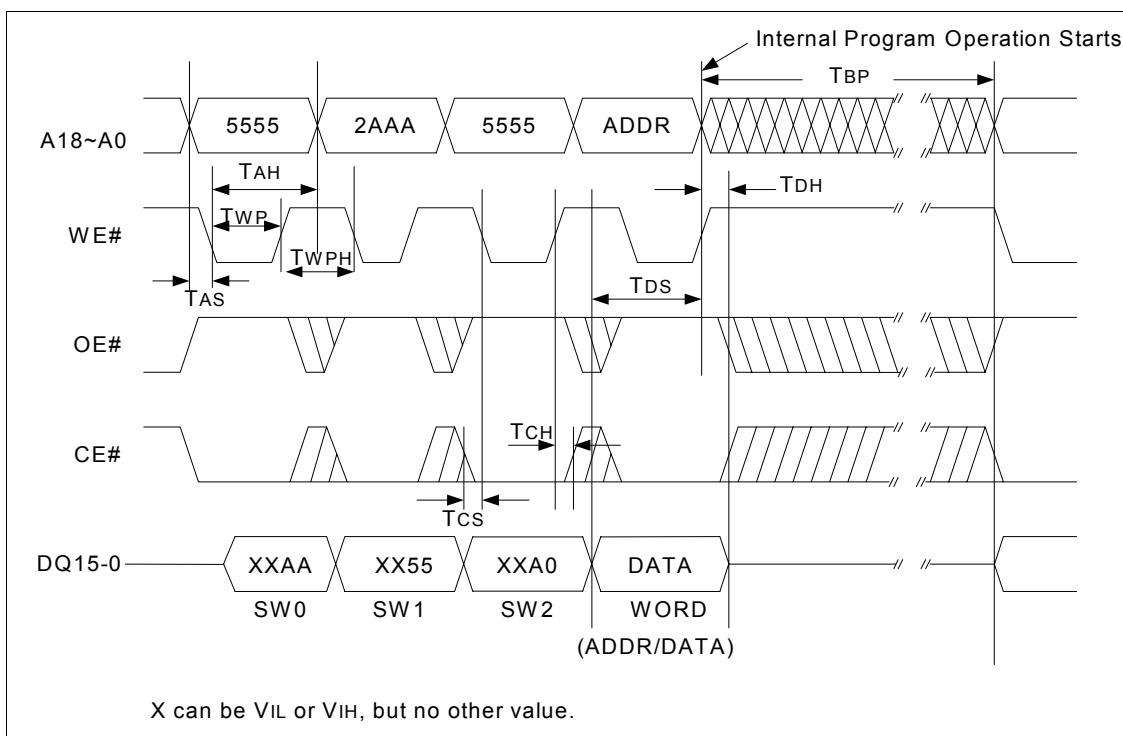 Internal Program Operation Starts
TBP
A18~A0
5555
2AAA
5555
ADDR
TAH
TDH
WE#
TWP
TWPH
TAS
TDS
OE#
CE#
TCH
TCS
DQ15-0
XXAA
XX55
XXA0
DATA
SW0
SW1
SW2
WORD
(ADDR/DATA)
X can be VIL or VIH, but no other value.